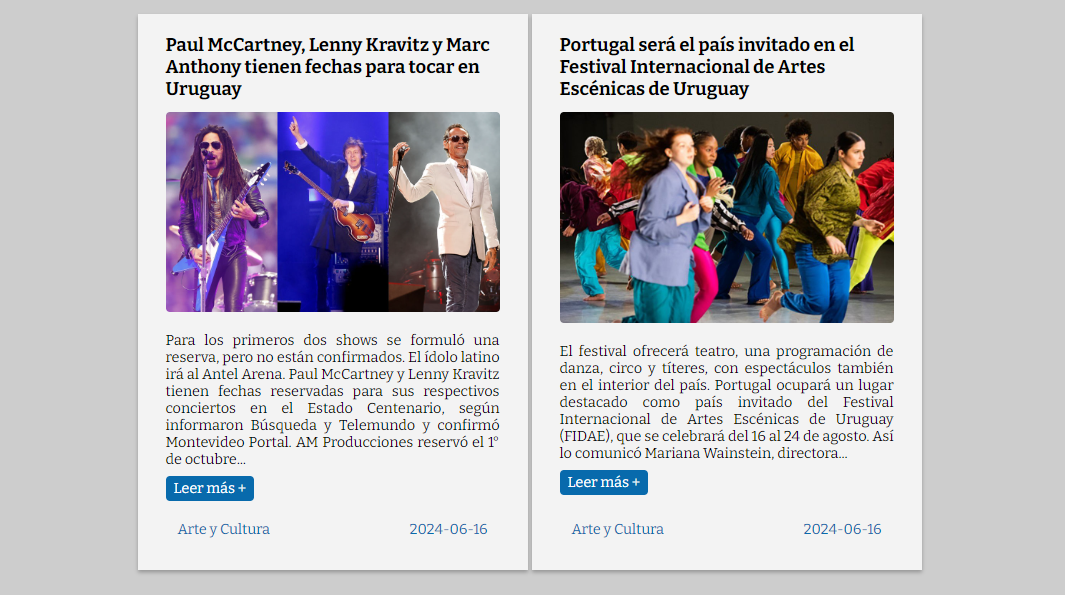 Paul McCartney, Lenny Kravitz y Marc
Anthony tienen fechas para tocar en
Uruguay
Para los primeros dos shows se formuló una
reserva, pero no están confirmados. El ídolo latino
irá al Antel Arena. Paul McCartney y Lenny Kravitz
tienen fechas reservadas para sus respectivos
conciertos en el Estado Centenario, según
informaron Búsqueda y Telemundo y confirmó
Montevideo Portal. AM Producciones reservó el 1°
de octubre...
Leer más +
Arte y Cultura
2024-06-16
Portugal será el país invitado en el
Festival Internacional de Artes
Escénicas de Uruguay
El festival ofrecerá teatro, una programación de
danza, circo y títeres, con espectáculos también
en el interior del país. Portugal ocupará un lugar
destacado como país invitado del Festival
Internacional de Artes Escénicas de Uruguay
(FIDAE), que se celebrará del 16 al 24 de agosto. Así
lo comunicó Mariana Wainstein, directora...
Leer más +
Arte y Cultura
2024-06-16